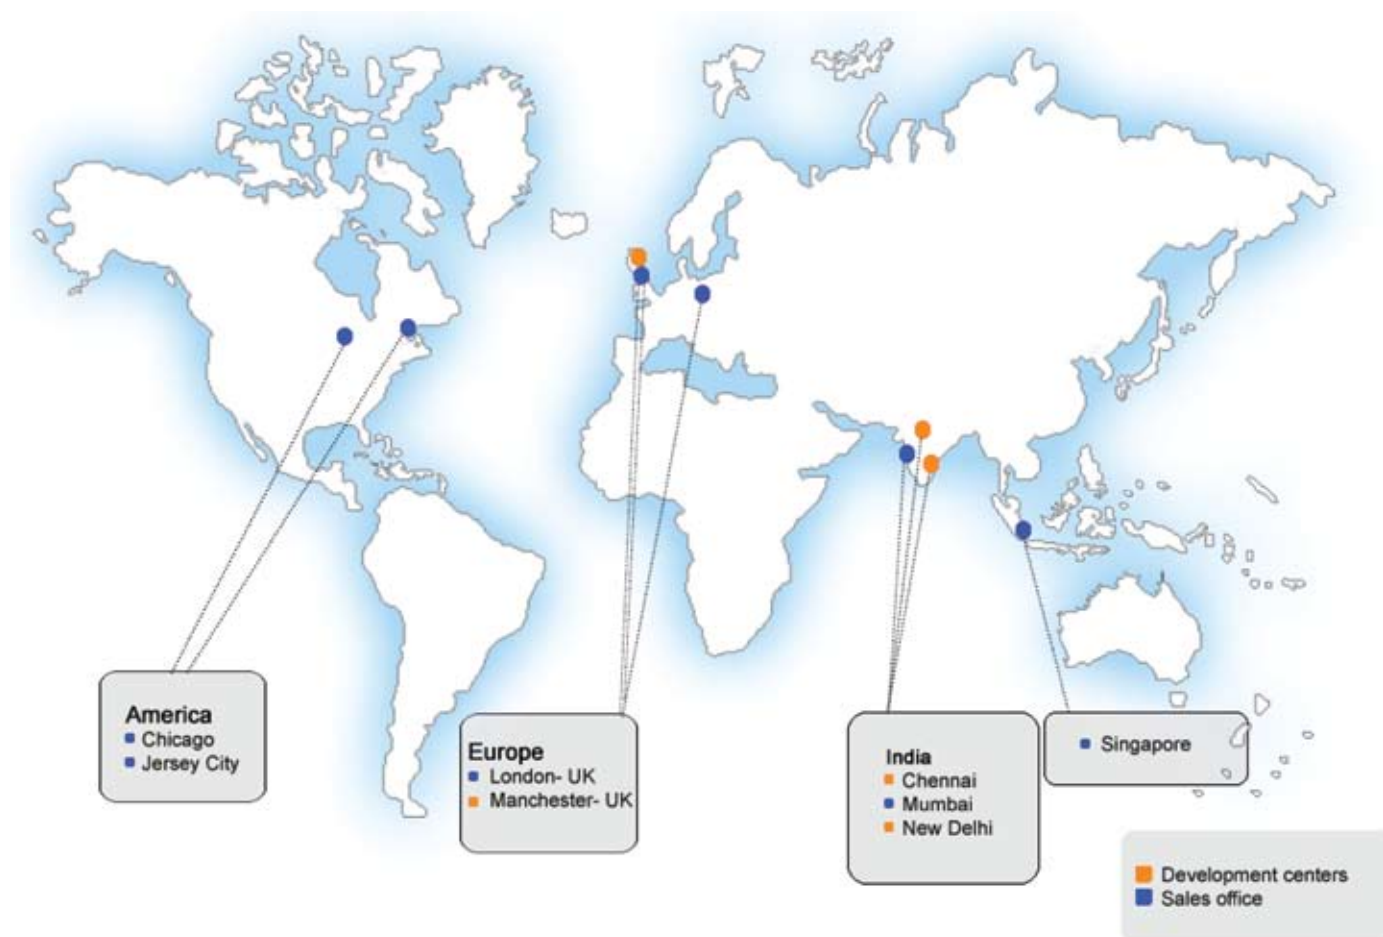 America
Chicago
Jersey City
Europe
London- UK
Manchester- UK
India
Chennai
Mumbai
New Delhi
Singapore
Development centers
Sales office